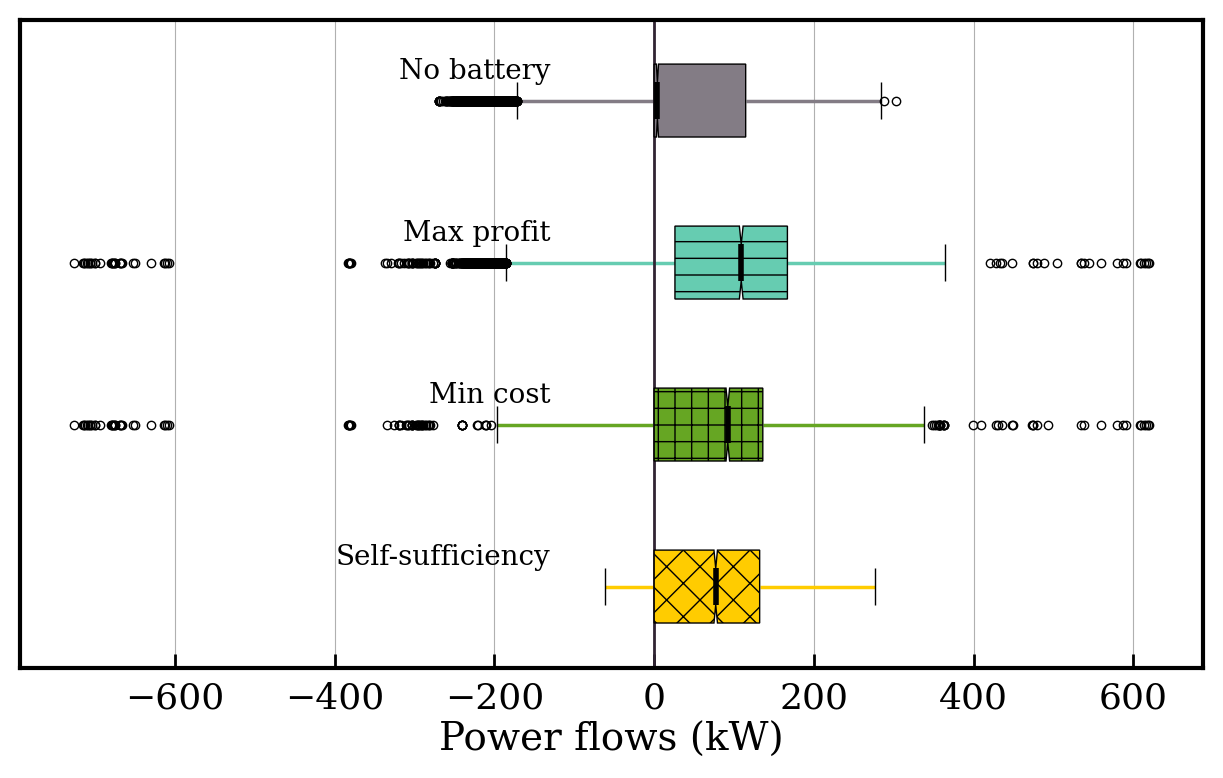 No battery
Max profit
Min cost
Self-sufficiency
−600 −400 −200 0 200 400 600
Power flows (kW)